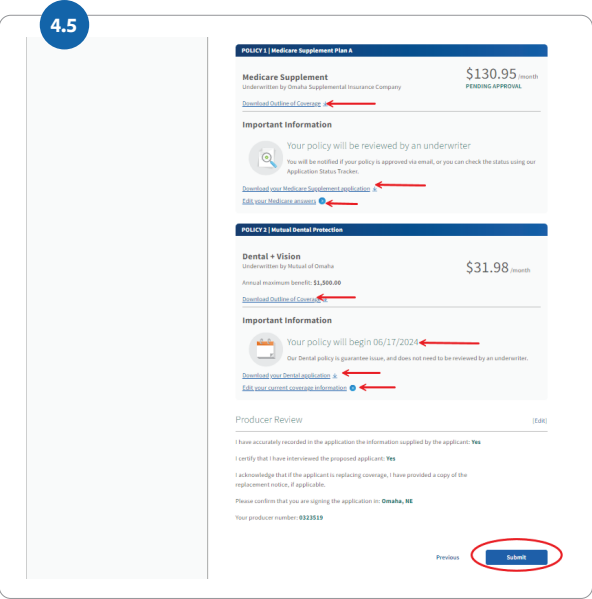 4.5
POLICY 1 | Medicare Supplement Plan A
Medicare Supplement
Underwritten by Omaha Supplemental Insurance Company
$130.95 /month
PENDING APPROVAL
Download Outline of Coverage
Important Information
Your policy will be reviewed by an underwriter
You will be notified if your policy is approved via email, or you can check the status using our
Application Status Tracker.
Download your Medicare Supplement application
Edit your Medicare answers
POLICY 2 | Mutual Dental Protection
Dental + Vision
Underwritten by Mutual of Omaha
$31.98 /month
Annual maximum benefit: $1,500.00
Download Outline of Coverage
Important Information
Your policy will begin 06/17/2024
Our Dental policy is guarantee issue, and does not need to be reviewed by an underwriter.
Download your Dental application
Edit your current coverage information
Producer Review
[Edit]
I have accurately recorded in the application the information supplied by the applicant: Yes
I certify that I have interviewed the proposed applicant: Yes
I acknowledge that if the applicant is replacing coverage, I have provided a copy of the
replacement notice, if applicable.
Please confirm that you are signing the application in: Omaha, NE
Your producer number: 0323519
Previous
Submit